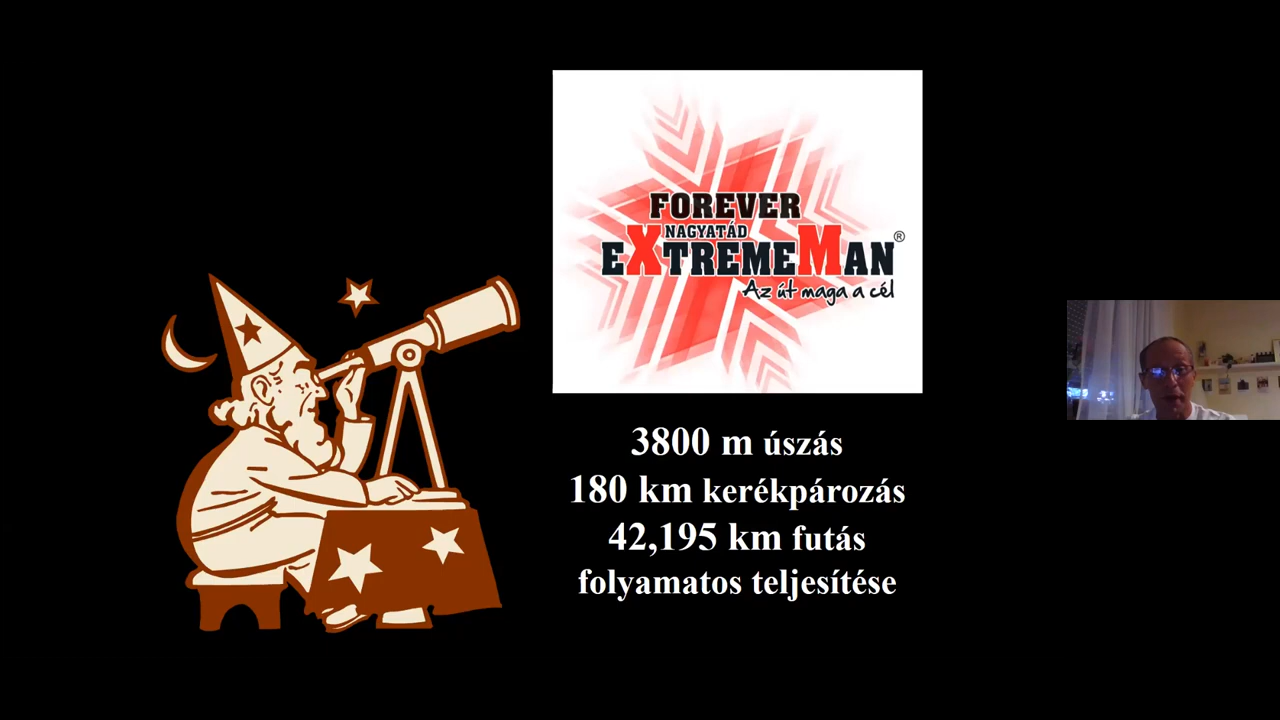 FOREVER
NAGYATÁD
EXTREMEMAN®
Az út maga a cél
3800 m úszás
180 km kerékpározás
42,195 km futás
folyamatos teljesítése